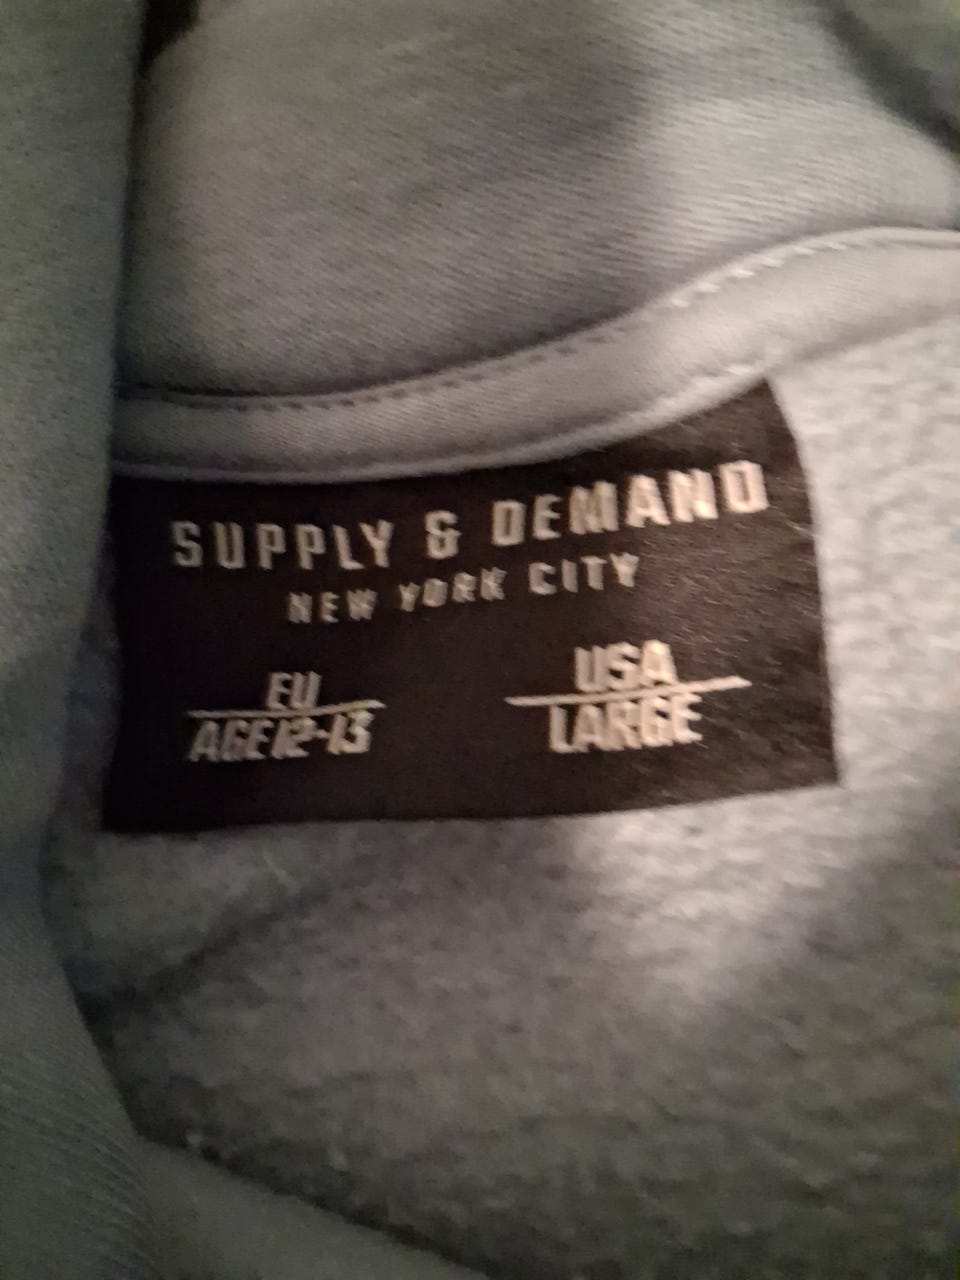 SUPPLY & DEMAND
NEW YORK CITY
EU
AGE 12-13
USA
LARGE